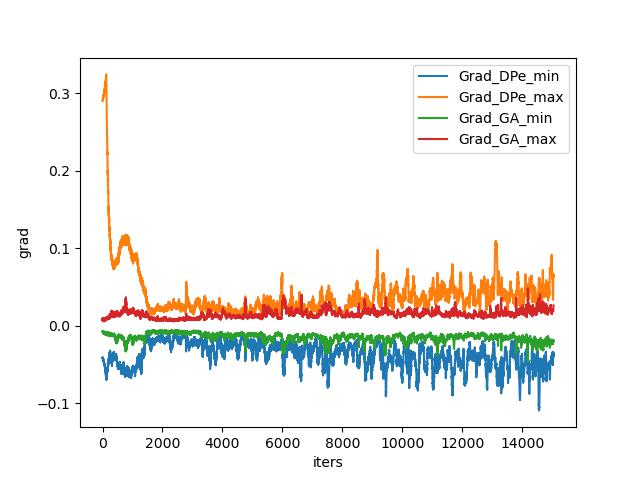 Grad_DPe_min
Grad_DPe_max
Grad_GA_min
Grad_GA_max
0.3
0.2
0.1
0.0
−0.1
grad
0 2000 4000 6000 8000 10000 12000 14000
iters